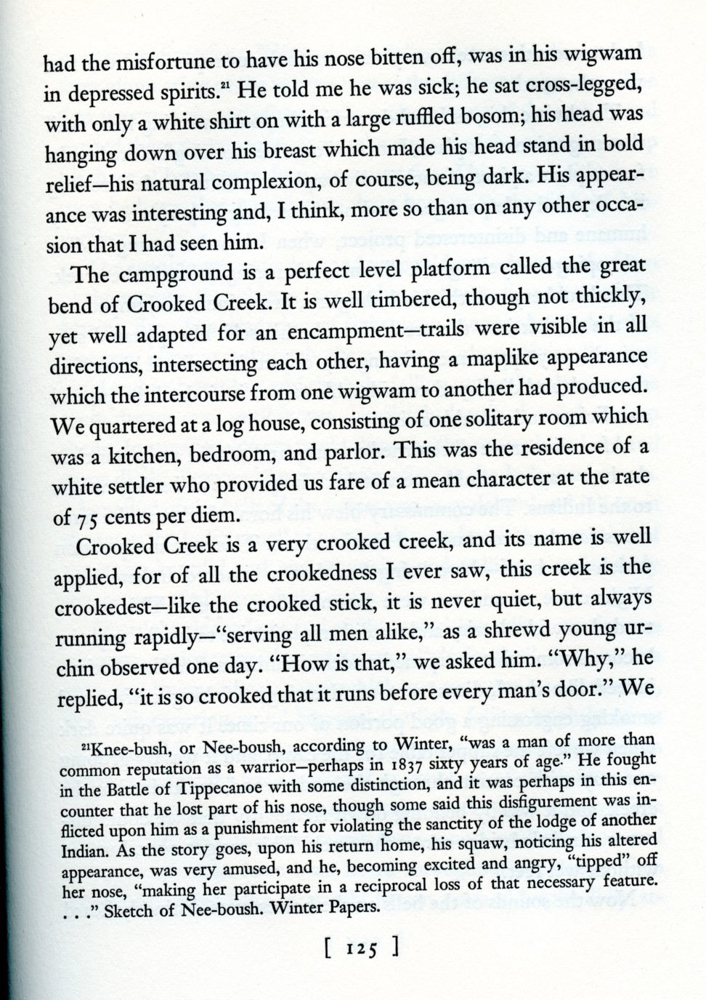 had the misfortune to have his nose bitten off, was in his wigwam
in depressed spirits.²¹ He told me he was sick; he sat cross-legged,
with only a white shirt on with a large ruffled bosom; his head was
hanging down over his breast which made his head stand in bold
relief—his natural complexion, of course, being dark. His appear-
ance was interesting and, I think, more so than on any other occa-
sion that I had seen him.
The campground is a perfect level platform called the great
bend of Crooked Creek. It is well timbered, though not thickly,
yet well adapted for an encampment—trails were visible in all
directions, intersecting each other, having a maplike appearance
which the intercourse from one wigwam to another had produced.
We quartered at a log house, consisting of one solitary room which
was a kitchen, bedroom, and parlor. This was the residence of a
white settler who provided us fare of a mean character at the rate
of 75 cents per diem.
Crooked Creek is a very crooked creek, and its name is well
applied, for of all the crookedness I ever saw, this creek is the
crookedest—like the crooked stick, it is never quiet, but always
running rapidly—“serving all men alike,” as a shrewd young ur-
chin observed one day. “How is that,” we asked him. “Why,” he
replied, “it is so crooked that it runs before every man’s door.” We
²¹Knee-bush, or Nee-boush, according to Winter, “was a man of more than
common reputation as a warrior—perhaps in 1837 sixty years of age.” He fought
in the Battle of Tippecanoe with some distinction, and it was perhaps in this en-
counter that he lost part of his nose, though some said this disfigurement was in-
flicted upon him as a punishment for violating the sanctity of the lodge of another
Indian. As the story goes, upon his return home, his squaw, noticing his altered
appearance, was very amused, and he, becoming excited and angry, “tipped” off
her nose, “making her participate in a reciprocal loss of that necessary feature.
. . .” Sketch of Nee-boush. Winter Papers.
[ 125 ]